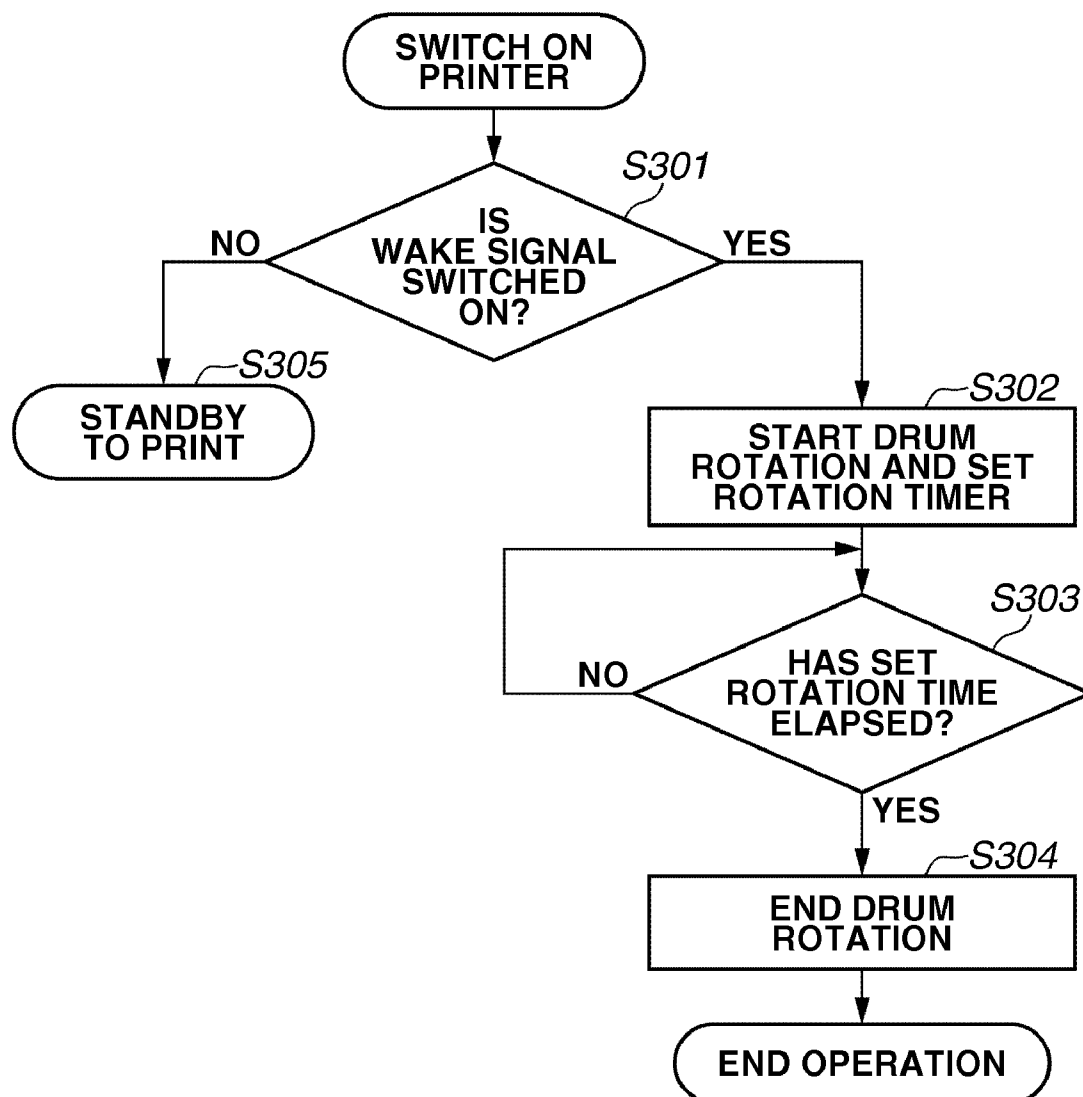 SWITCH ON
PRINTER
S301
IS
WAKE SIGNAL
SWITCHED
ON?
NO
YES
S305
STANDBY
TO PRINT
S302
START DRUM
ROTATION AND SET
ROTATION TIMER
S303
HAS SET
ROTATION TIME
ELAPSED?
NO
YES
S304
END DRUM
ROTATION
END OPERATION